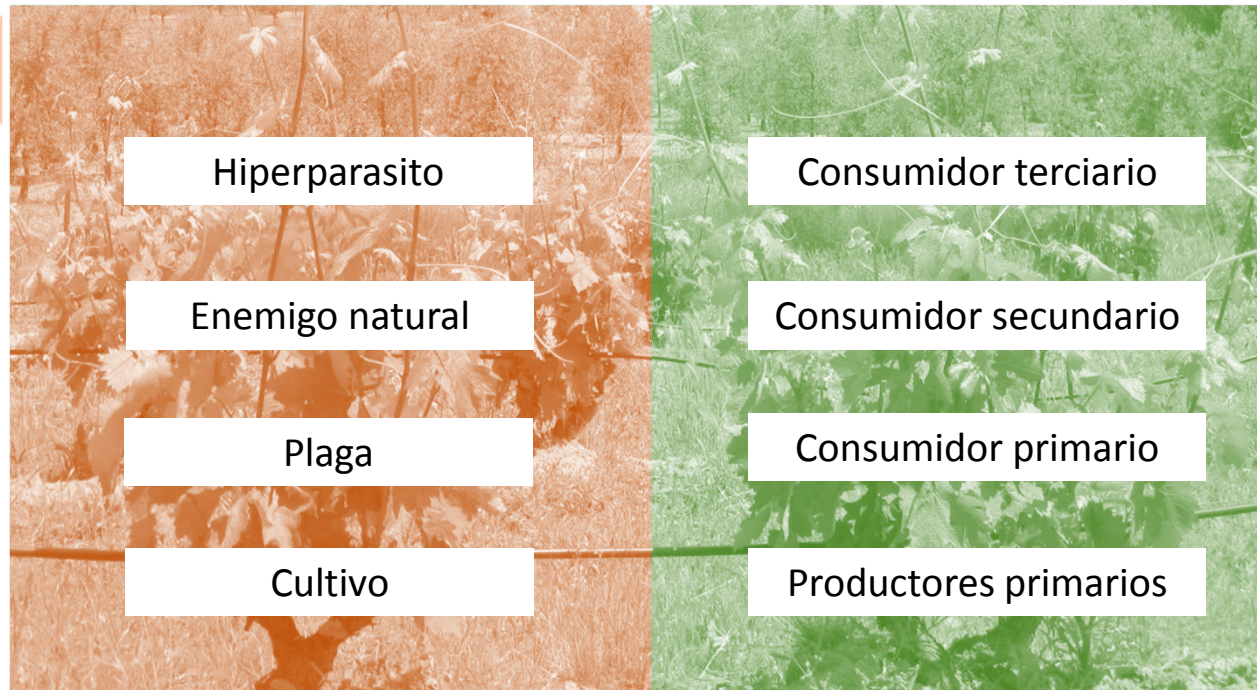 Hiperparasito
Consumidor terciario
Enemigo natural
Consumidor secundario
Plaga
Consumidor primario
Cultivo
Productores primarios